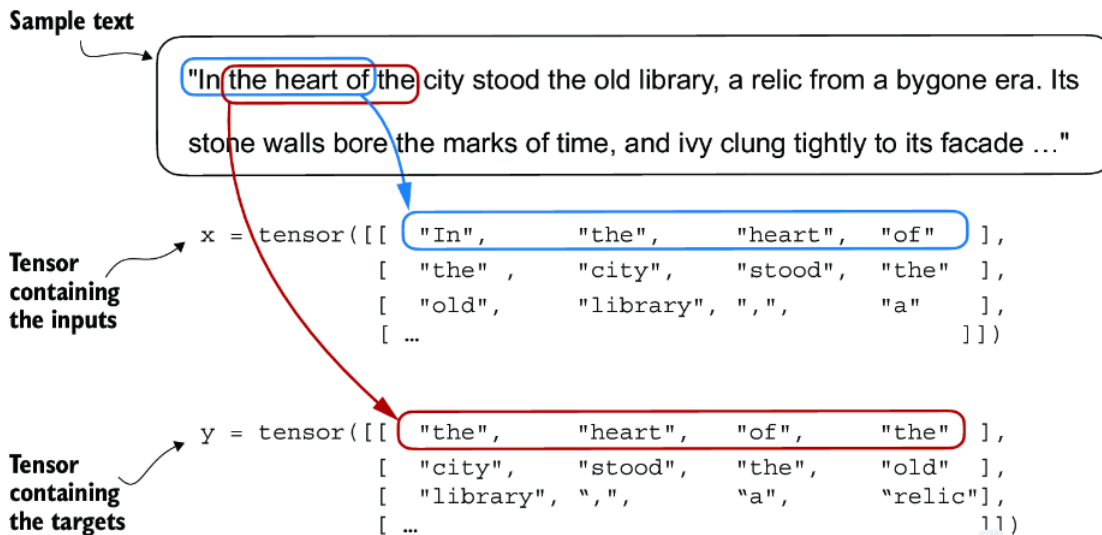 Sample text
"In the heart of the city stood the old library, a relic from a bygone era. Its
stone walls bore the marks of time, and ivy clung tightly to its facade …"
x = tensor([[ "In", "the", "heart", "of" ],
[ "the" , "city", "stood", "the" ],
[ "old", "library", ",", "a" ],
[ … ]])
Tensor
containing
the inputs
y = tensor([[ "the", "heart", "of", "the" ],
[ "city", "stood", "the", "old" ],
[ "library", “,", “a", “relic"],
[ … ]])
Tensor
containing
the targets